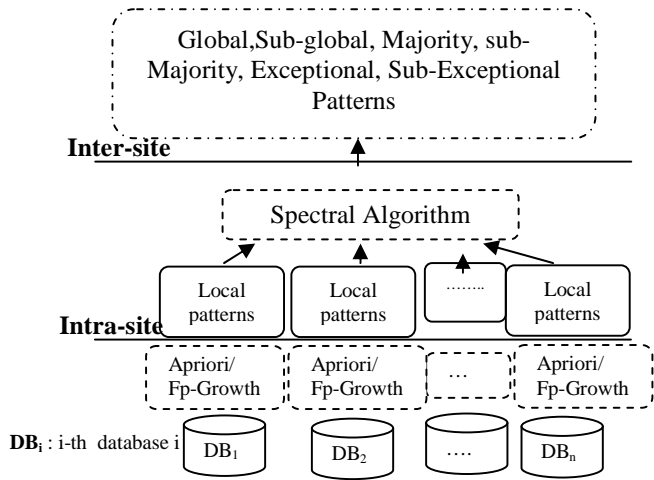 Global,Sub-global, Majority, sub-
Majority, Exceptional, Sub-Exceptional
Patterns
Inter-site
Spectral Algorithm
Local
patterns
Local
patterns
........
Local
patterns
Intra-site
Apriori/
Fp-Growth
Apriori/
Fp-Growth
...
Apriori/
Fp-Growth
DBi : i-th database i
DB1
DB2
....
DBn